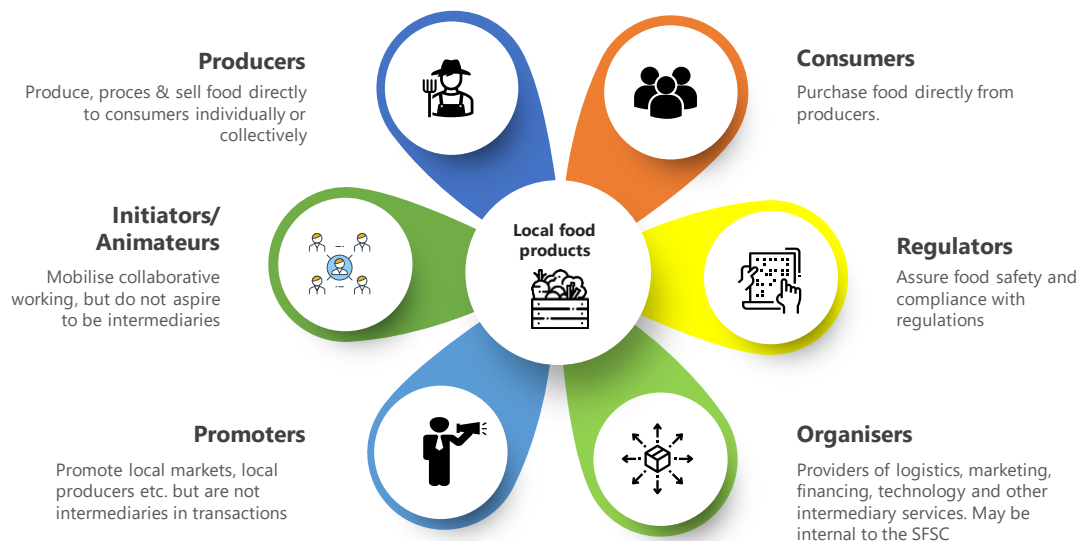 Producers
Produce, proces & sell food directly
to consumers individually or
collectively
Consumers
Purchase food directly from
producers.
Initiators/
Animateurs
Mobilise collaborative
working, but do not aspire
to be intermediaries
Local food
products
Regulators
Assure food safety and
compliance with
regulations
Promoters
Promote local markets, local
producers etc. but are not
intermediaries in transactions
Organisers
Providers of logistics, marketing,
financing, technology and other
intermediary services. May be
internal to the SFSC